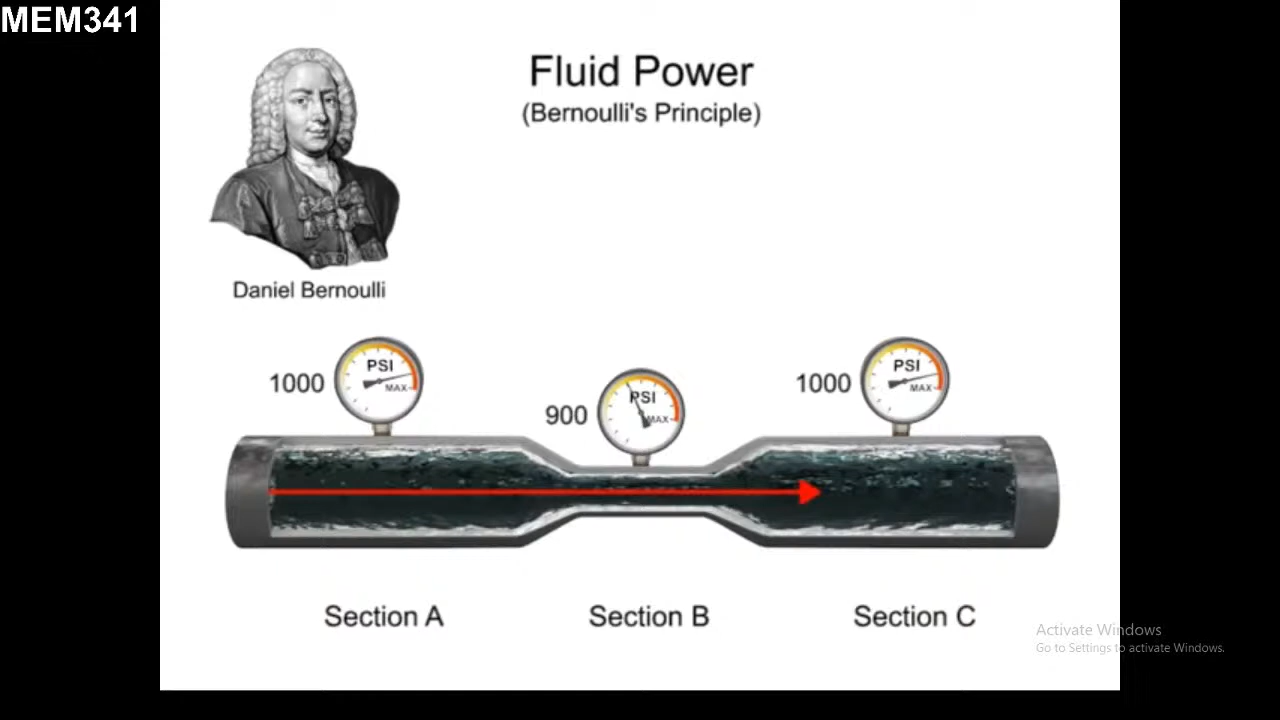 MEM341
Fluid Power
(Bernoulli's Principle)
Daniel Bernoulli
1000
PSI
MAX
900
PSI
MAX
1000
PSI
MAX
Section A
Section B
Section C
Activate Windows
Go to Settings to activate Windows.